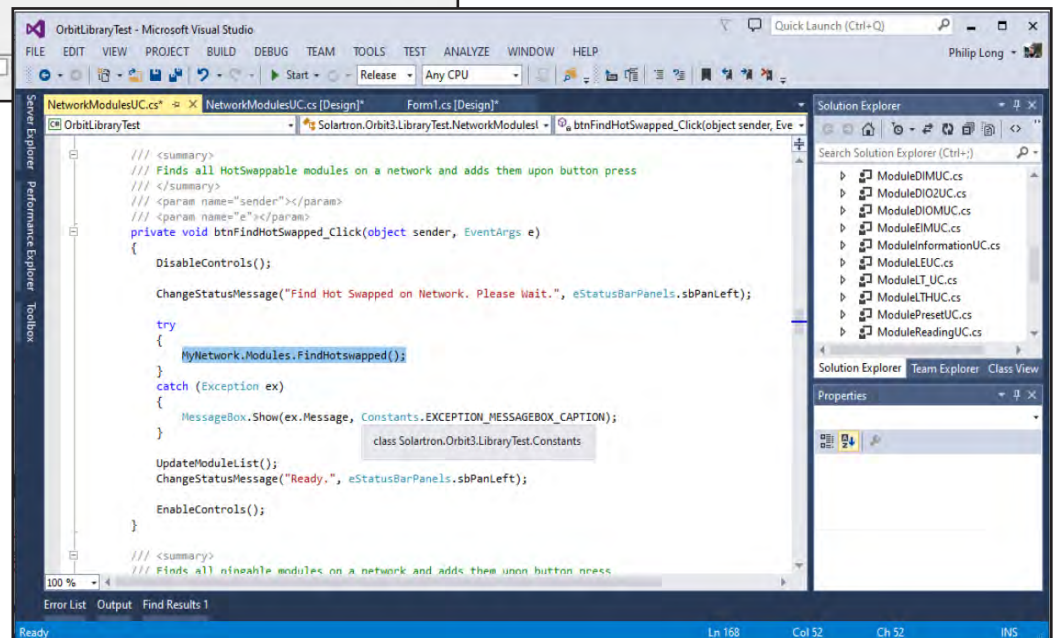 OrbitLibraryTest - Microsoft Visual Studio
Quick Launch (Ctrl+Q)
FILE EDIT VIEW PROJECT BUILD DEBUG TEAM TOOLS TEST ANALYZE WINDOW HELP
Philip Long
Start Release Any CPU
Server Explorer
Performance Explorer
Toolbox
NetworkModulesUC.cs* NetworkModulesUC.cs [Design]* Form1.cs [Design]*
C# OrbitLibraryTest Solartron.Orbit3.LibraryTest.NetworkModulesU btnFindHotSwapped_Click(object sender, Eve
/// <summary>
/// Finds all HotSwappable modules on a network and adds them upon button press
/// </summary>
/// <param name="sender"></param>
/// <param name="e"></param>
private void btnFindHotSwapped_Click(object sender, EventArgs e)
{
DisableControls();
ChangeStatusMessage("Find Hot Swapped on Network. Please Wait.", eStatusBarPanels.sbPanLeft);
try
{
MyNetwork.Modules.FindHotswapped();
}
catch (Exception ex)
{
MessageBox.Show(ex.Message, Constants.EXCEPTION_MESSAGEBOX_CAPTION);
}
class Solartron.Orbit3.LibraryTest.Constants
UpdateModuleList();
ChangeStatusMessage("Ready.", eStatusBarPanels.sbPanLeft);
EnableControls();
}
/// <summary>
/// Finds all pingable modules on a network and adds them upon button press
100 %
Solution Explorer
Search Solution Explorer (Ctrl+;)
ModuleDIMUC.cs
ModuleDIO2UC.cs
ModuleDIOMUC.cs
ModuleEIMUC.cs
ModuleInformationUC.cs
ModuleLEUC.cs
ModuleLT_UC.cs
ModuleLTHUC.cs
ModulePresetUC.cs
ModuleReadingUC.cs
Solution Explorer Team Explorer Class View
Properties
Error List Output Find Results 1
Ready Ln 168 Col 52 Ch 52 INS